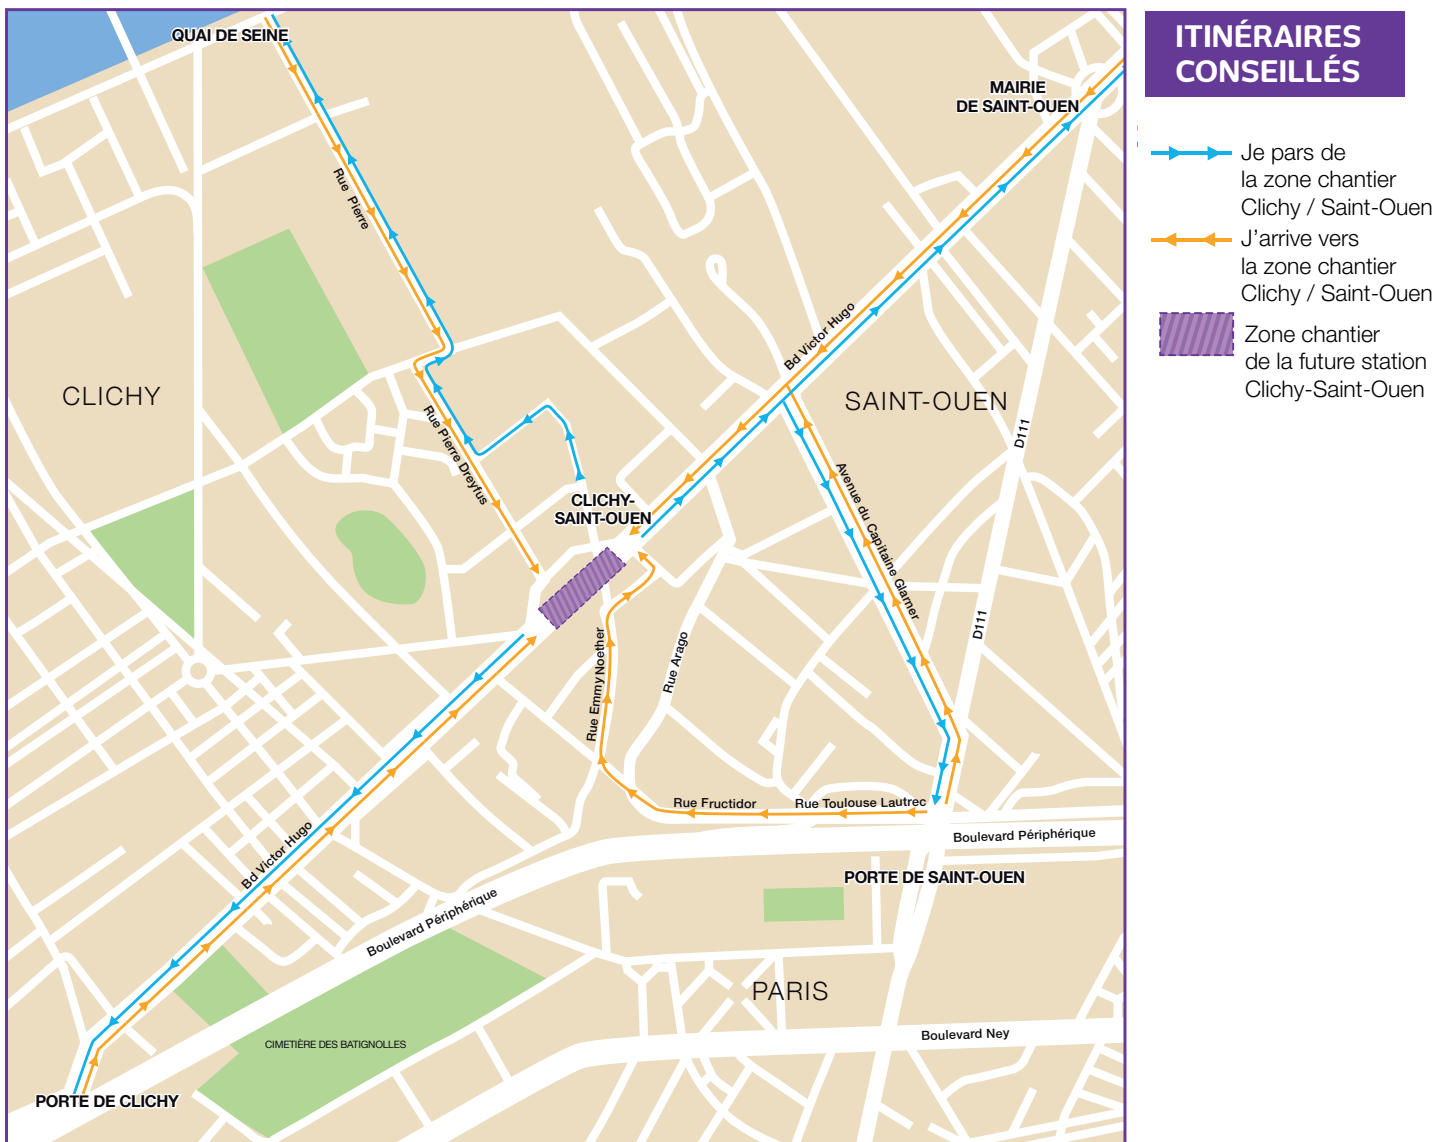 QUAI DE SEINE
MAIRIE
DE SAINT-OUEN
Rue Pierre
Bd Victor Hugo
CLICHY
SAINT-OUEN
Rue Pierre Dreyfus
D111
CLICHY-
SAINT-OUEN
Avenue du Capitaine Glarner
D111
Rue Emmy Noether
Rue Arago
Rue Fructidor
Rue Toulouse Lautrec
Boulevard Périphérique
Bd Victor Hugo
PORTE DE SAINT-OUEN
Boulevard Périphérique
PARIS
Boulevard Ney
CIMETIÈRE DES BATIGNOLLES
PORTE DE CLICHY
ITINÉRAIRES
CONSEILLÉS
Je pars de
la zone chantier
Clichy / Saint-Ouen
J'arrive vers
la zone chantier
Clichy / Saint-Ouen
Zone chantier
de la future station
Clichy-Saint-Ouen